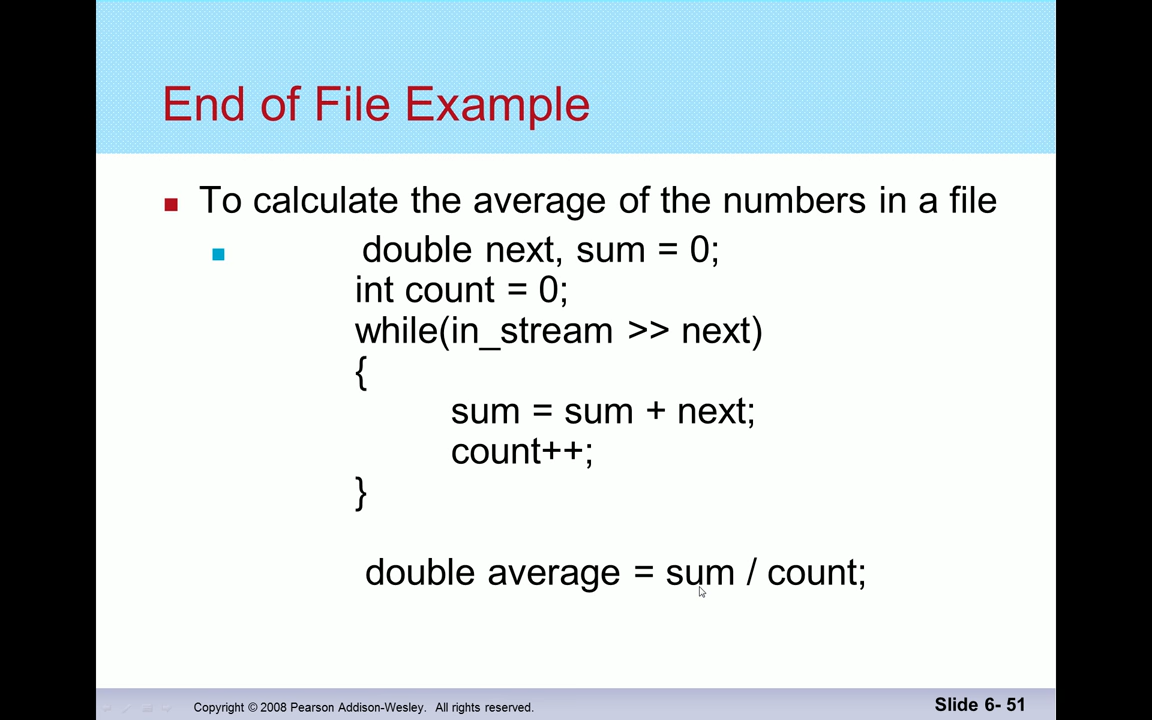 End of File Example
To calculate the average of the numbers in a file
double next, sum = 0;
int count = 0;
while(in_stream >> next)
{
sum = sum + next;
count++;
}
double average = sum / count;
Copyright © 2008 Pearson Addison-Wesley. All rights reserved.
Slide 6- 51